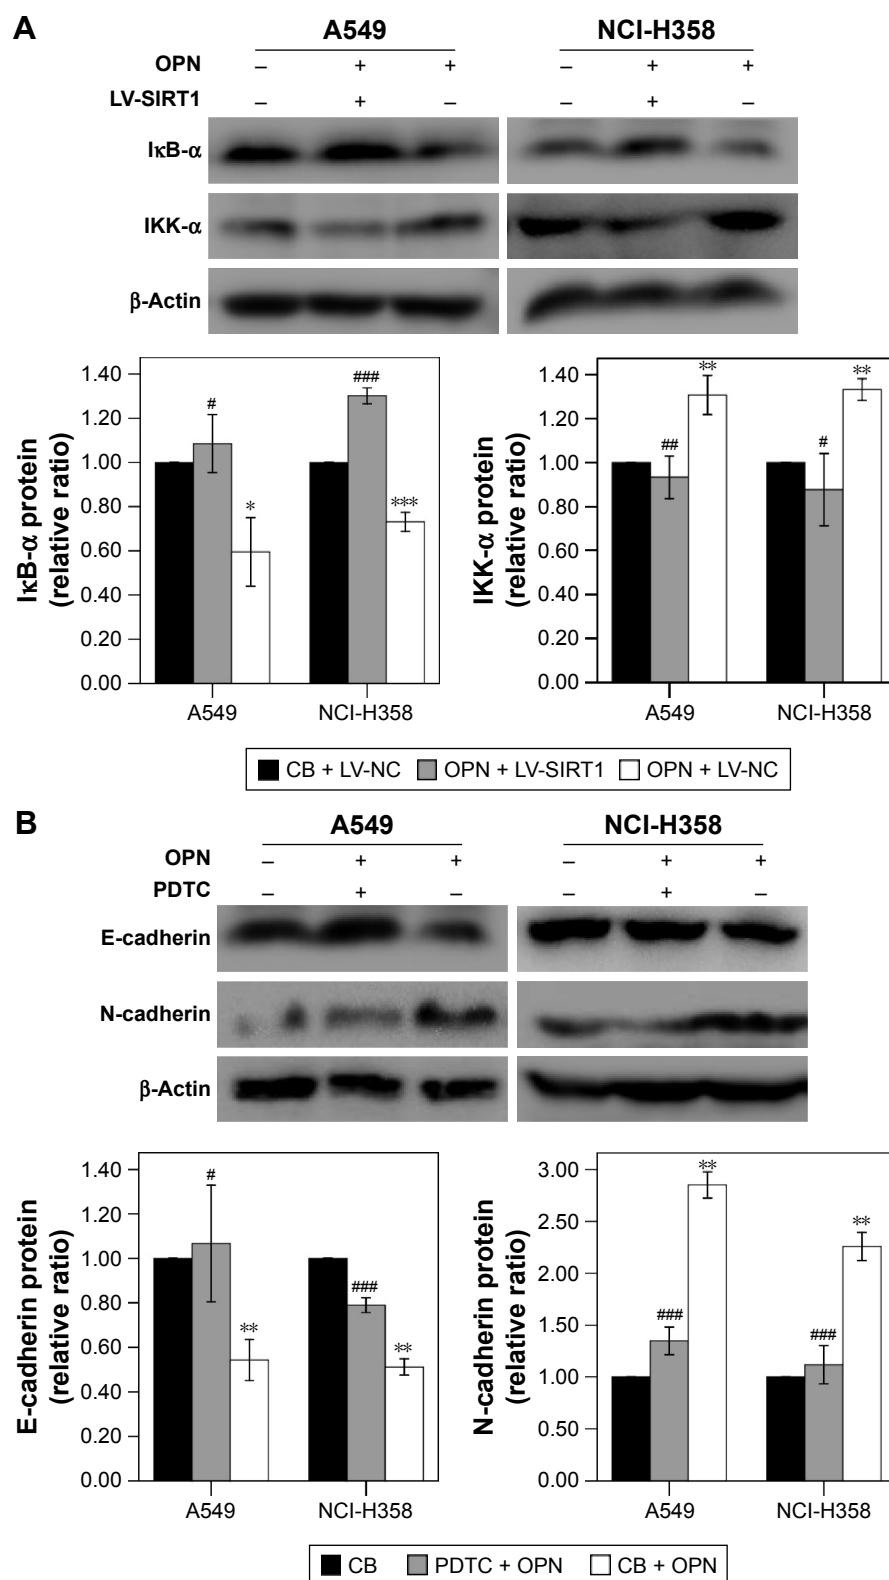 A
A549 NCI-H358
OPN – + + – + +
LV-SIRT1 – + – – + –
IκB-α
IKK-α
β-Actin
IκB-α protein
(relative ratio)
1.40
1.20
1.00
0.80
0.60
0.40
0.20
0.00
# * ### ***
A549 NCI-H358
IKK-α protein
(relative ratio)
1.40
1.20
1.00
0.80
0.60
0.40
0.20
0.00
## ** # **
A549 NCI-H358
CB + LV-NC OPN + LV-SIRT1 OPN + LV-NC
B
A549 NCI-H358
OPN – + + – + +
PDTC – + – – + –
E-cadherin
N-cadherin
β-Actin
E-cadherin protein
(relative ratio)
1.40
1.20
1.00
0.80
0.60
0.40
0.20
0.00
# ** ### **
A549 NCI-H358
N-cadherin protein
(relative ratio)
3.00
2.50
2.00
1.50
1.00
0.50
0.00
### ** ### **
A549 NCI-H358
CB PDTC + OPN CB + OPN